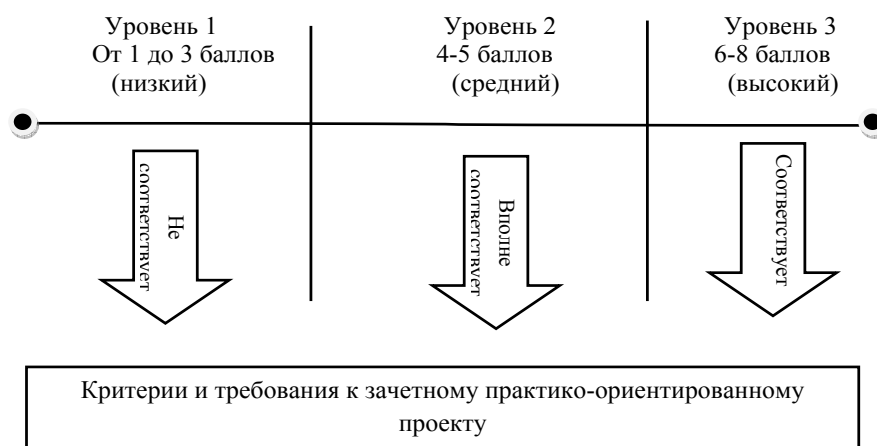 Уровень 1
От 1 до 3 баллов
(низкий)
Уровень 2
4-5 баллов
(средний)
Уровень 3
6-8 баллов
(высокий)
Не
соответствует
Вполне
соответствует
Соответствует
Критерии и требования к зачетному практико-ориентированному
проекту